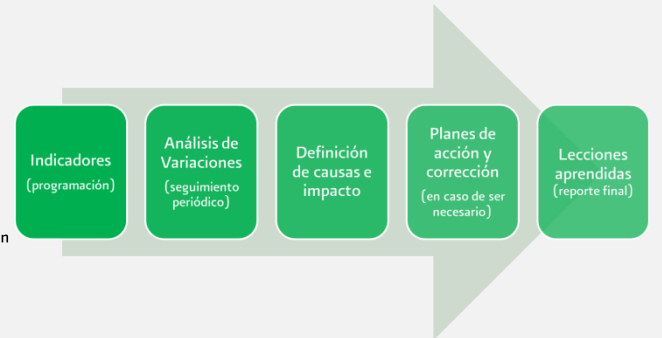 Indicadores
(programación)
Análisis de
Variaciones
(seguimiento
periódico)
Definición
de causas e
impacto
Planes de
acción y
corrección
(en caso de ser
necesario)
Lecciones
aprendidas
(reporte final)
n